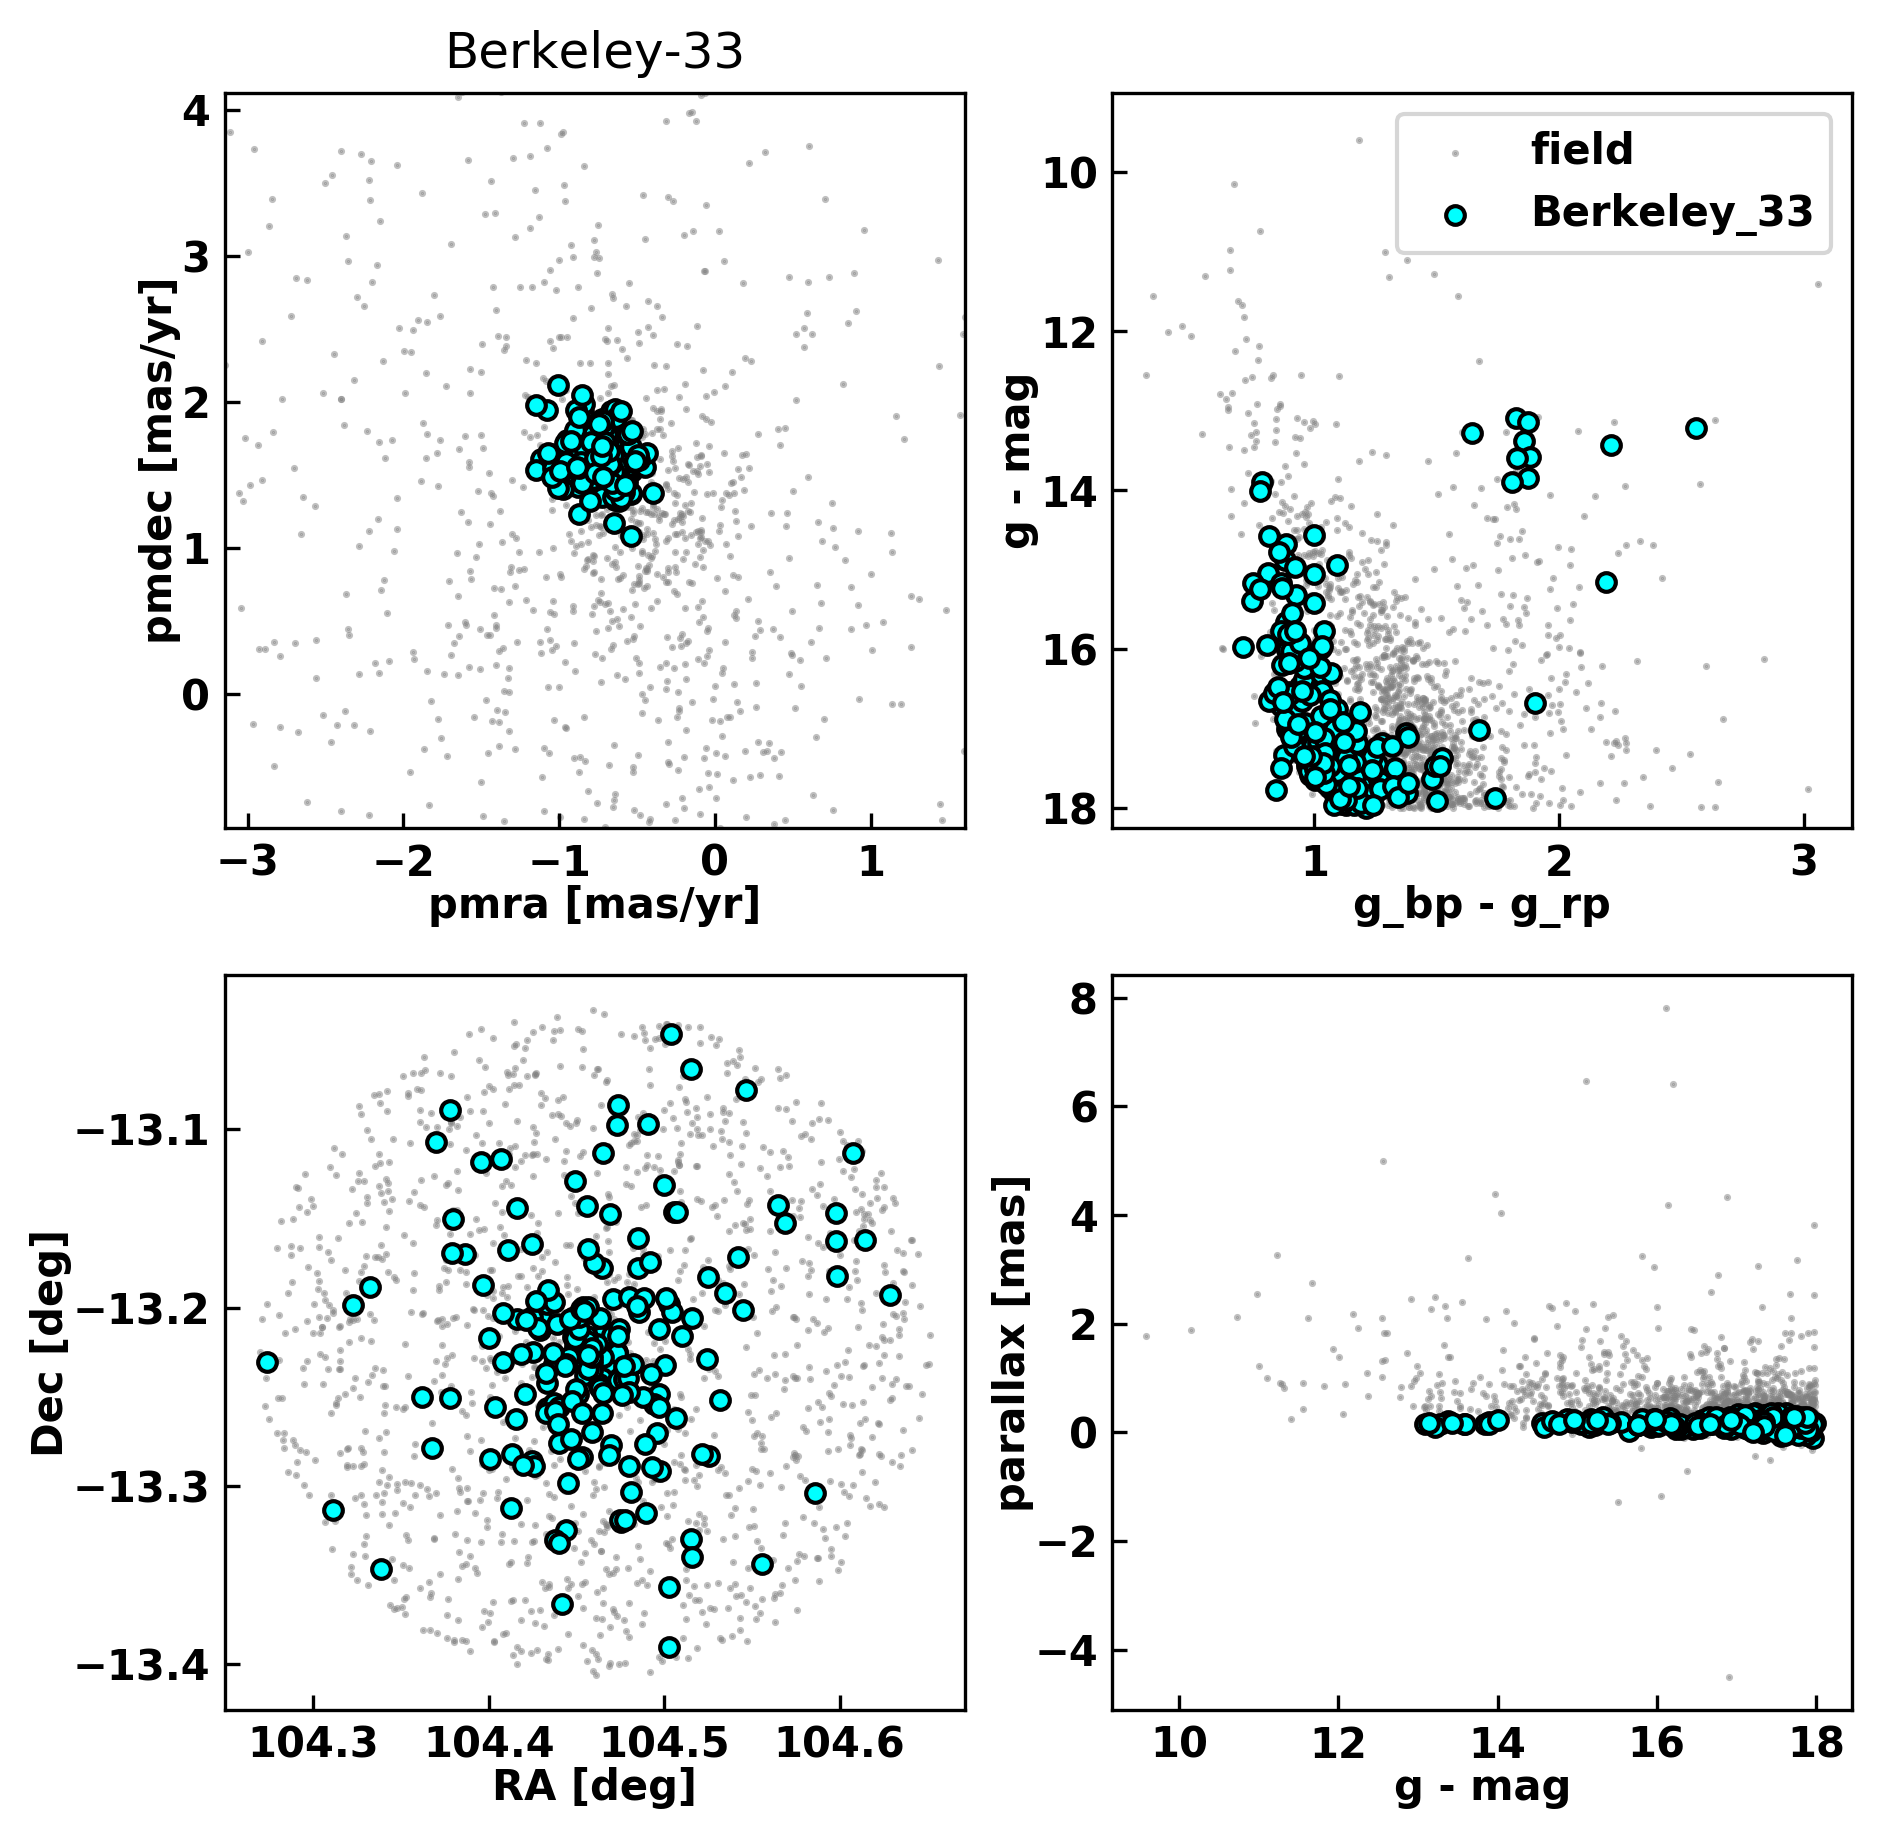 Berkeley-33
4
3
2
1
0
pmdec [mas/yr]
−3 −2 −1 0 1
pmra [mas/yr]
field
Berkeley_33
10
12
14
16
18
g - mag
1 2 3
g_bp - g_rp
−13.1
−13.2
−13.3
−13.4
Dec [deg]
104.3 104.4 104.5 104.6
RA [deg]
8
6
4
2
0
−2
−4
parallax [mas]
10 12 14 16 18
g - mag